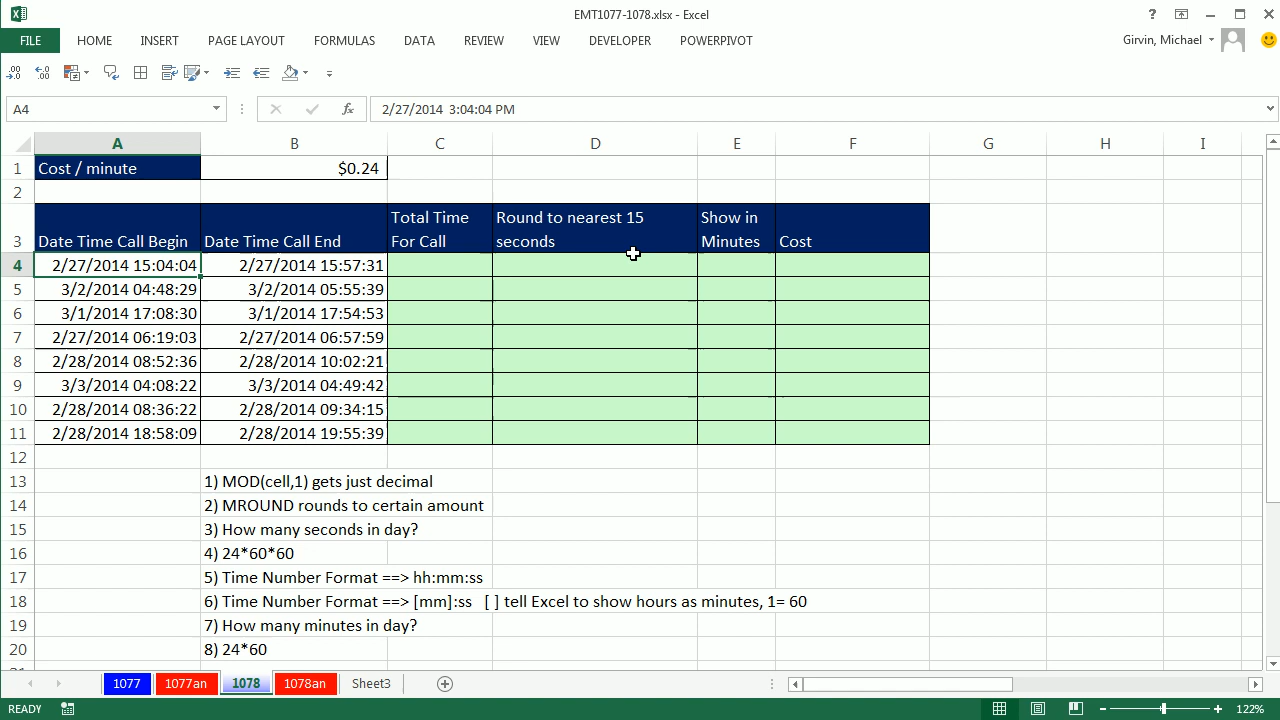 EMT1077-1078.xlsx - Excel
?
FILE HOME INSERT PAGE LAYOUT FORMULAS DATA REVIEW VIEW DEVELOPER POWERPIVOT Girvin, Michael
A4 fx 2/27/2014 3:04:04 PM
A B C D E F G H I
1 Cost / minute $0.24
2
3 Date Time Call Begin Date Time Call End Total Time For Call Round to nearest 15 seconds Show in Minutes Cost
4 2/27/2014 15:04:04 2/27/2014 15:57:31
5 3/2/2014 04:48:29 3/2/2014 05:55:39
6 3/1/2014 17:08:30 3/1/2014 17:54:53
7 2/27/2014 06:19:03 2/27/2014 06:57:59
8 2/28/2014 08:52:36 2/28/2014 10:02:21
9 3/3/2014 04:08:22 3/3/2014 04:49:42
10 2/28/2014 08:36:22 2/28/2014 09:34:15
11 2/28/2014 18:58:09 2/28/2014 19:55:39
12
13 1) MOD(cell,1) gets just decimal
14 2) MROUND rounds to certain amount
15 3) How many seconds in day?
16 4) 24*60*60
17 5) Time Number Format ==> hh:mm:ss
18 6) Time Number Format ==> [mm]:ss [ ] tell Excel to show hours as minutes, 1= 60
19 7) How many minutes in day?
20 8) 24*60
1077 1077an 1078 1078an Sheet3
READY 122%